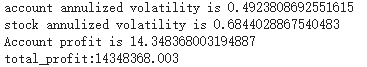 account annulized volatility is 0.4923808692551615
stock annulized volatility is 0.6844028867540483
Account profit is 14.348368003194887
total_profit:14348368.003